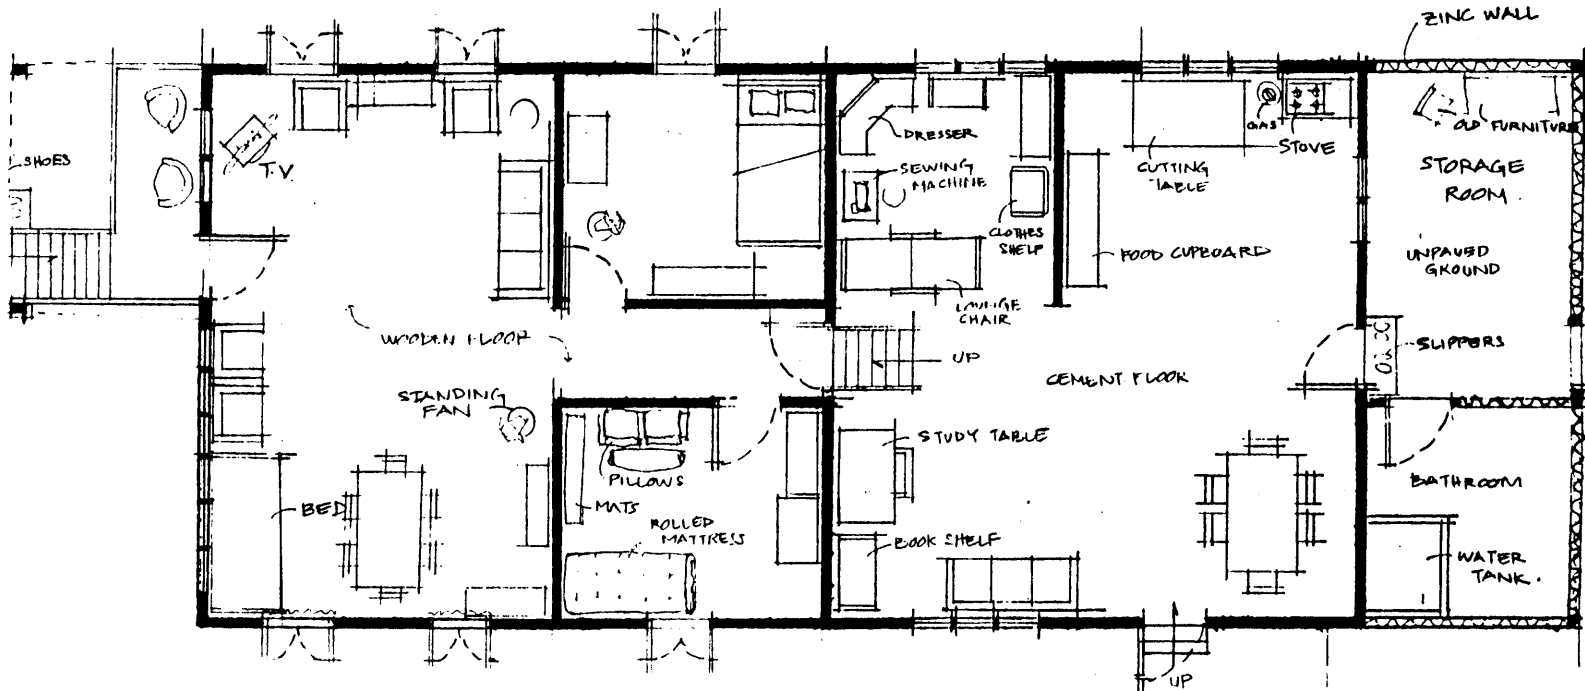 ZINC WALL
SHOES
T.V.
DRESSER
SEWING
MACHINE
CLOTHES
SHELF
LOUNGE
CHAIR
GAS
STOVE
CUTTING
TABLE
FOOD CUPBOARD
OLD FURNITURE
STORAGE
ROOM.
UNPAVED
GROUND
SLIPPERS
WOODEN FLOOR
UP
CEMENT FLOOR
STANDING
FAN
BED
PILLOWS
MATS
ROLLED
MATTRESS
STUDY TABLE
BOOK SHELF
BATHROOM
WATER
TANK.
UP